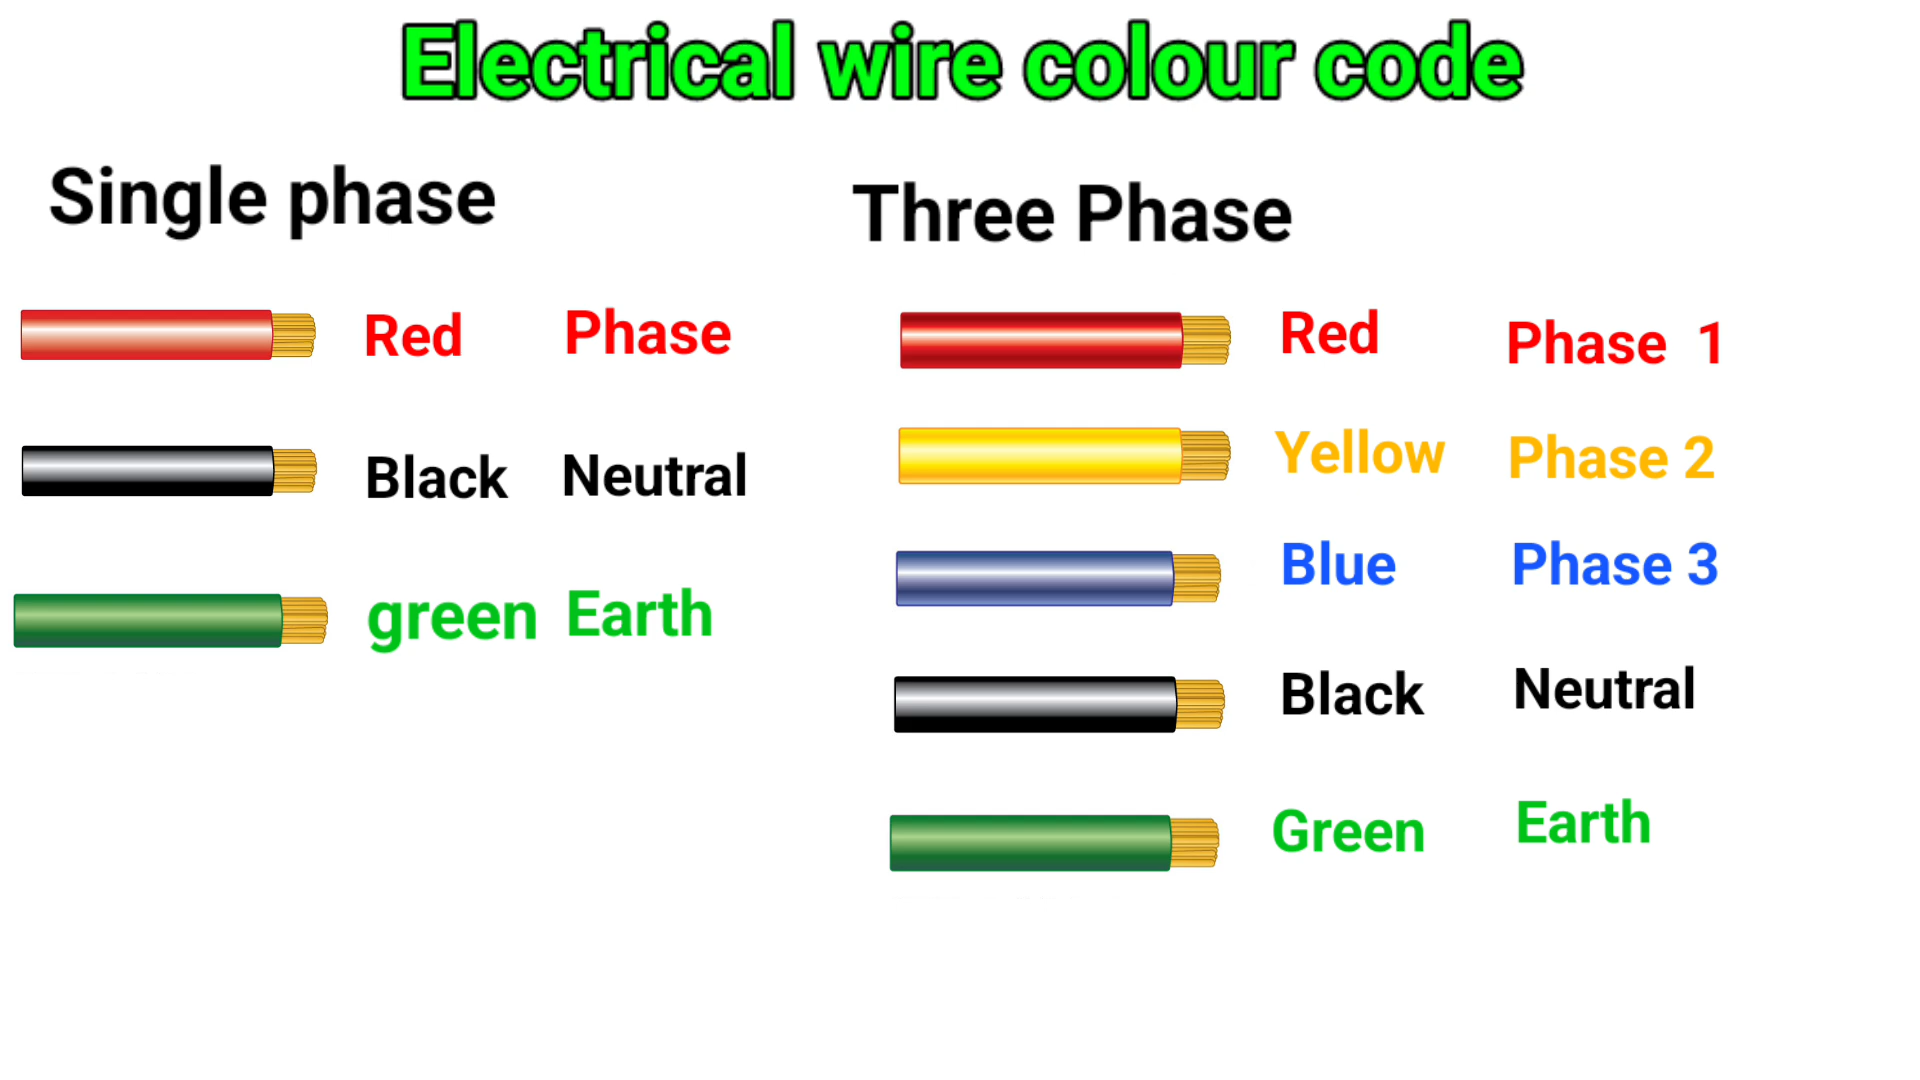 Electrical wire colour code
Single phase
Red Phase
Black Neutral
green Earth
Three Phase
Red Phase 1
Yellow Phase 2
Blue Phase 3
Black Neutral
Green Earth